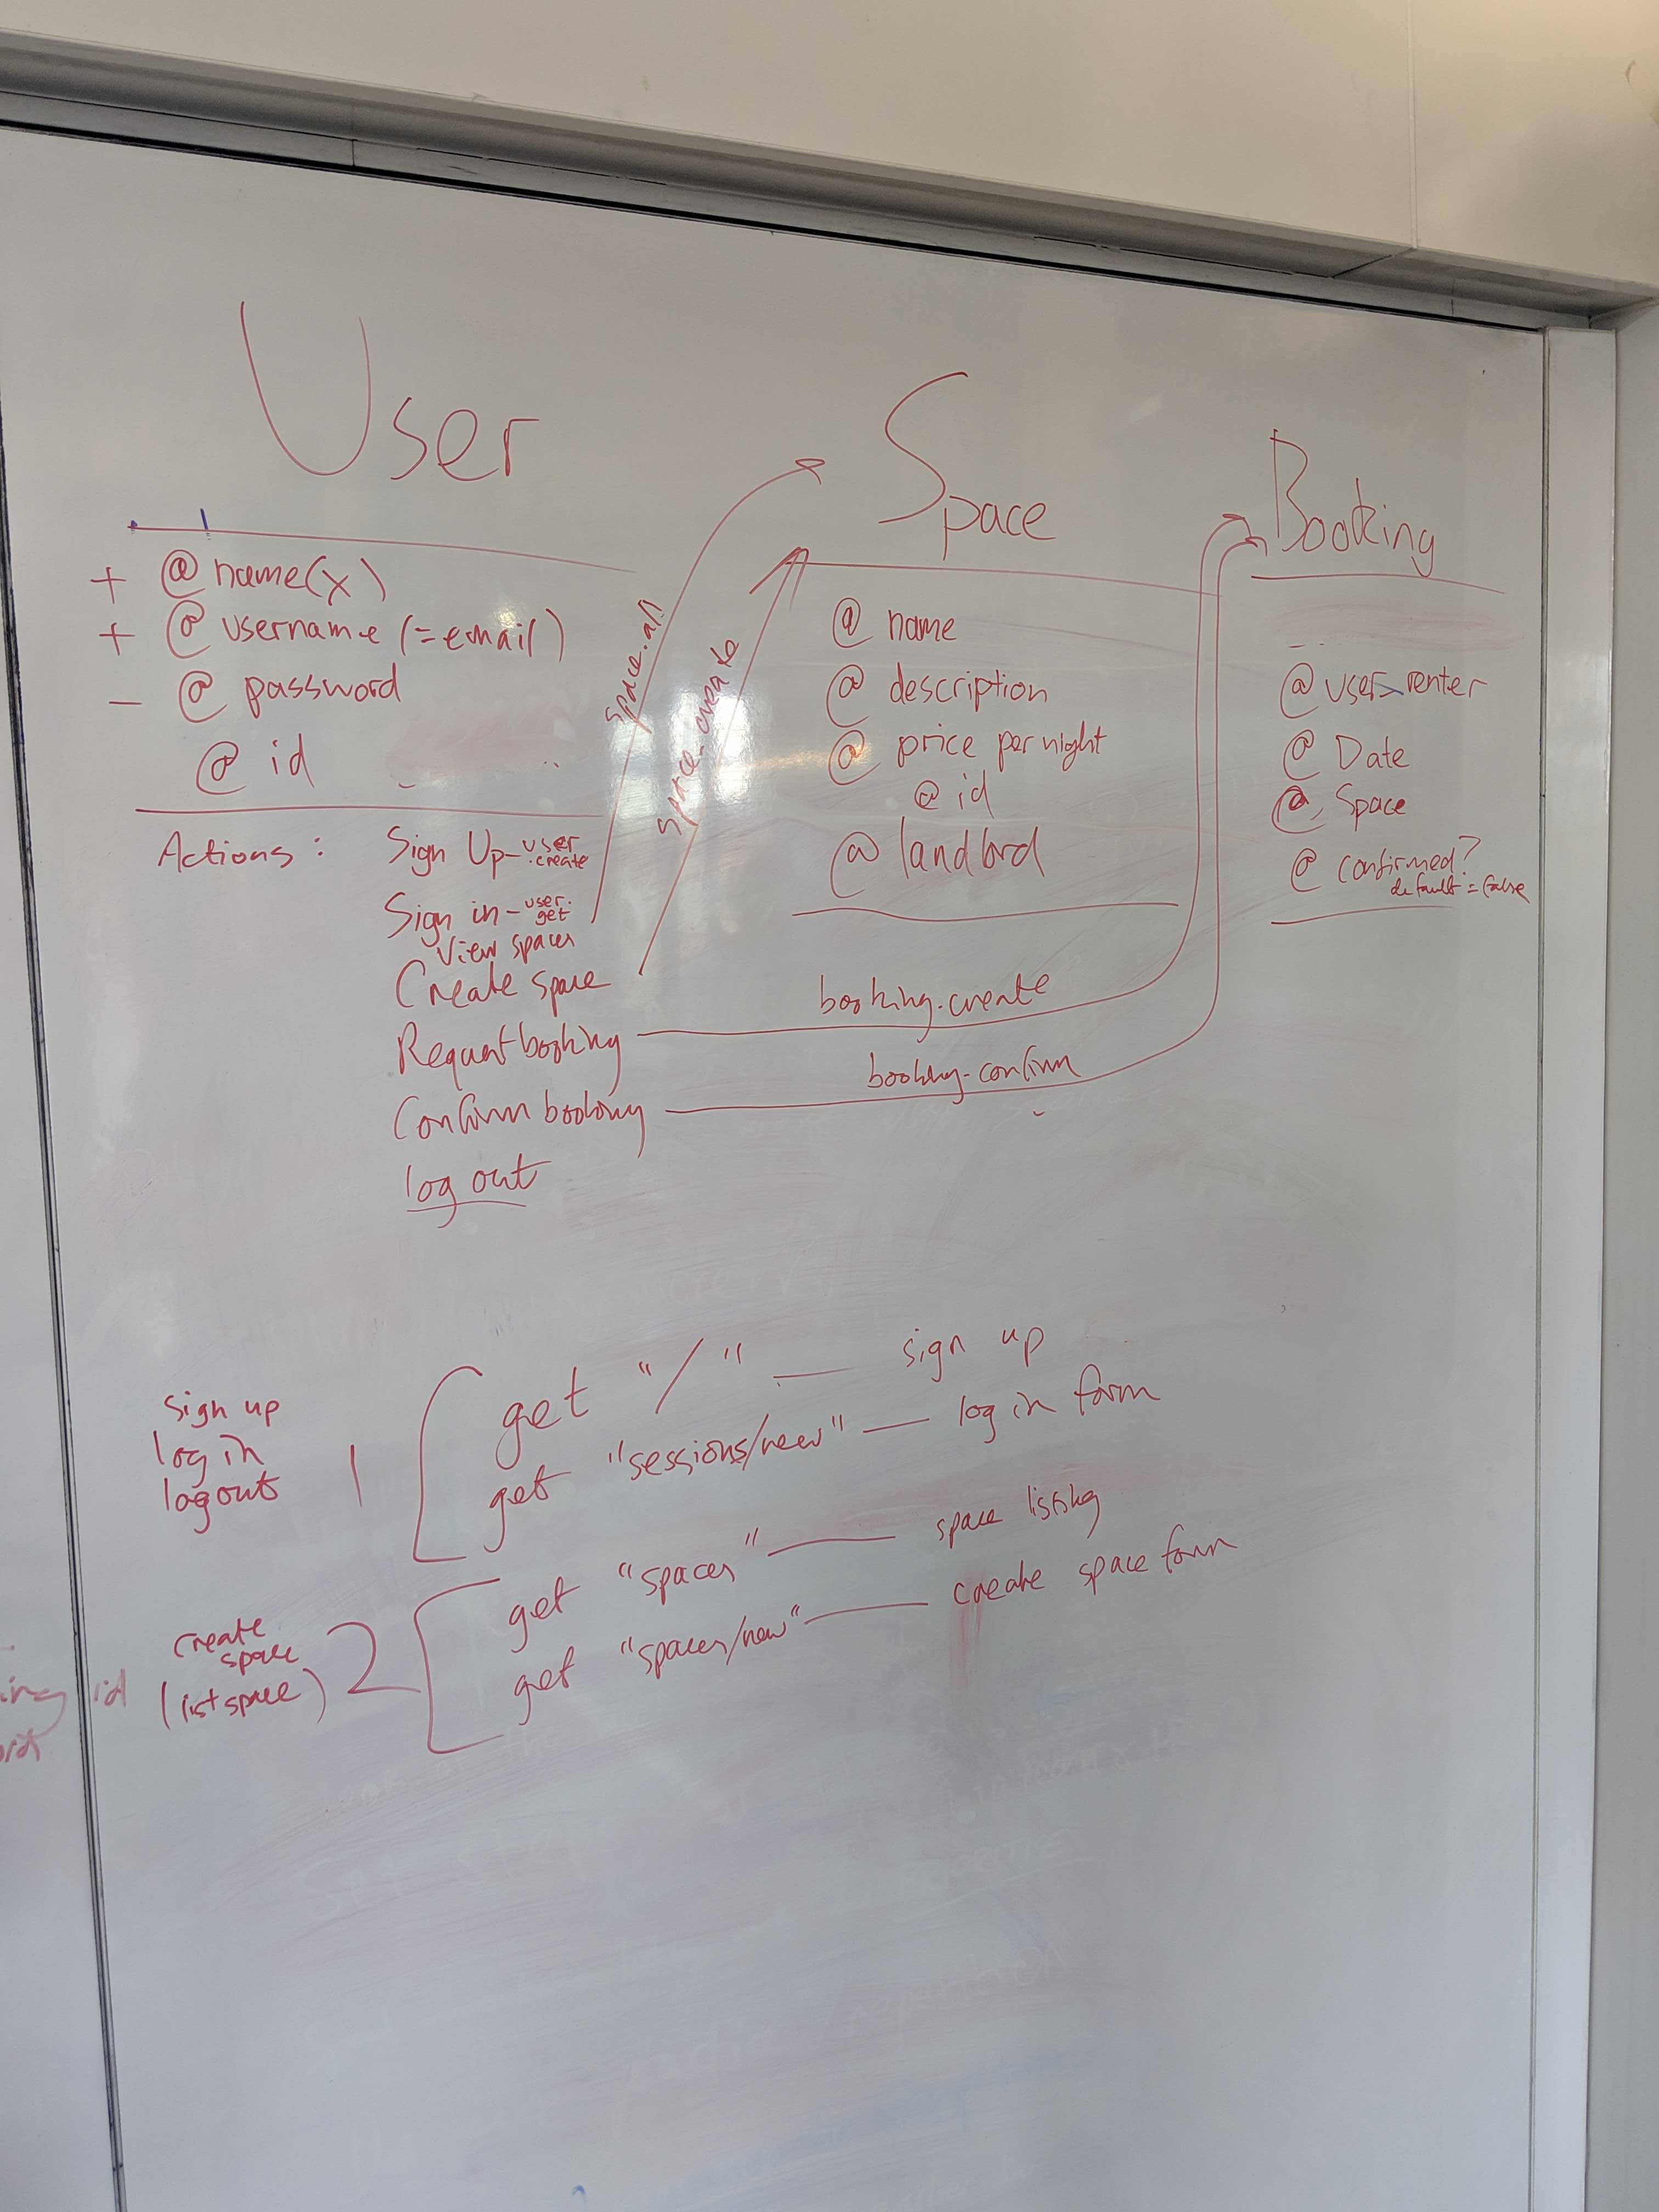 User
+ @ name(x)
+ @ username (=email)
- @ password
@ id
Actions : Sign Up - user.create
Sign in - user.get
View spaces
Create space
Request booking
Confirm booking
log out
space.all
space.create
Space
@ name
@ description
@ price per night
@ id
@ landlord
booking.create
booking.confirm
Booking
@ user_renter
@ Date
@ Space
@ confirmed?
default = false
sign up
log in
logout
1
get "/" — sign up
get "sessions/new" — log in form
create
space
(list space)
2
get "spaces" — space listing
get "spaces/new" — create space form
id